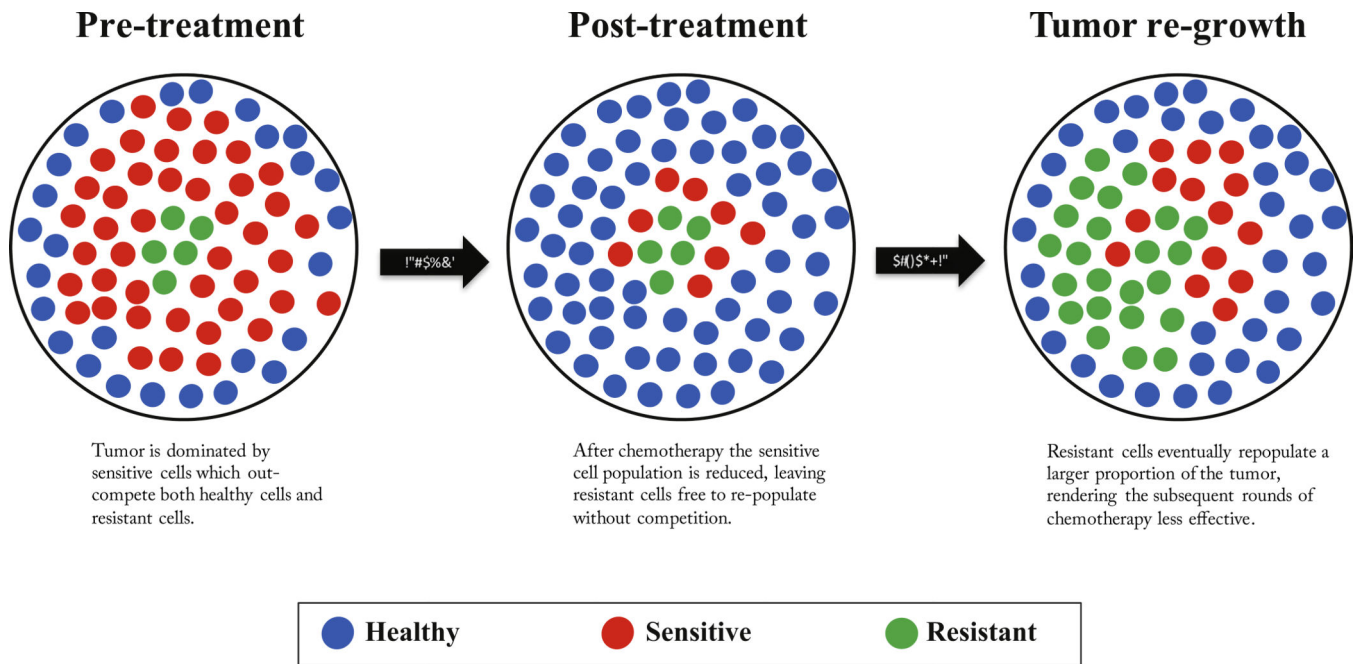 Pre-treatment
Post-treatment
Tumor re-growth
!"#$%&'
$#()$*+!"
Tumor is dominated by
sensitive cells which out-
compete both healthy cells and
resistant cells.
After chemotherapy the sensitive
cell population is reduced, leaving
resistant cells free to re-populate
without competition.
Resistant cells eventually repopulate a
larger proportion of the tumor,
rendering the subsequent rounds of
chemotherapy less effective.
Healthy
Sensitive
Resistant